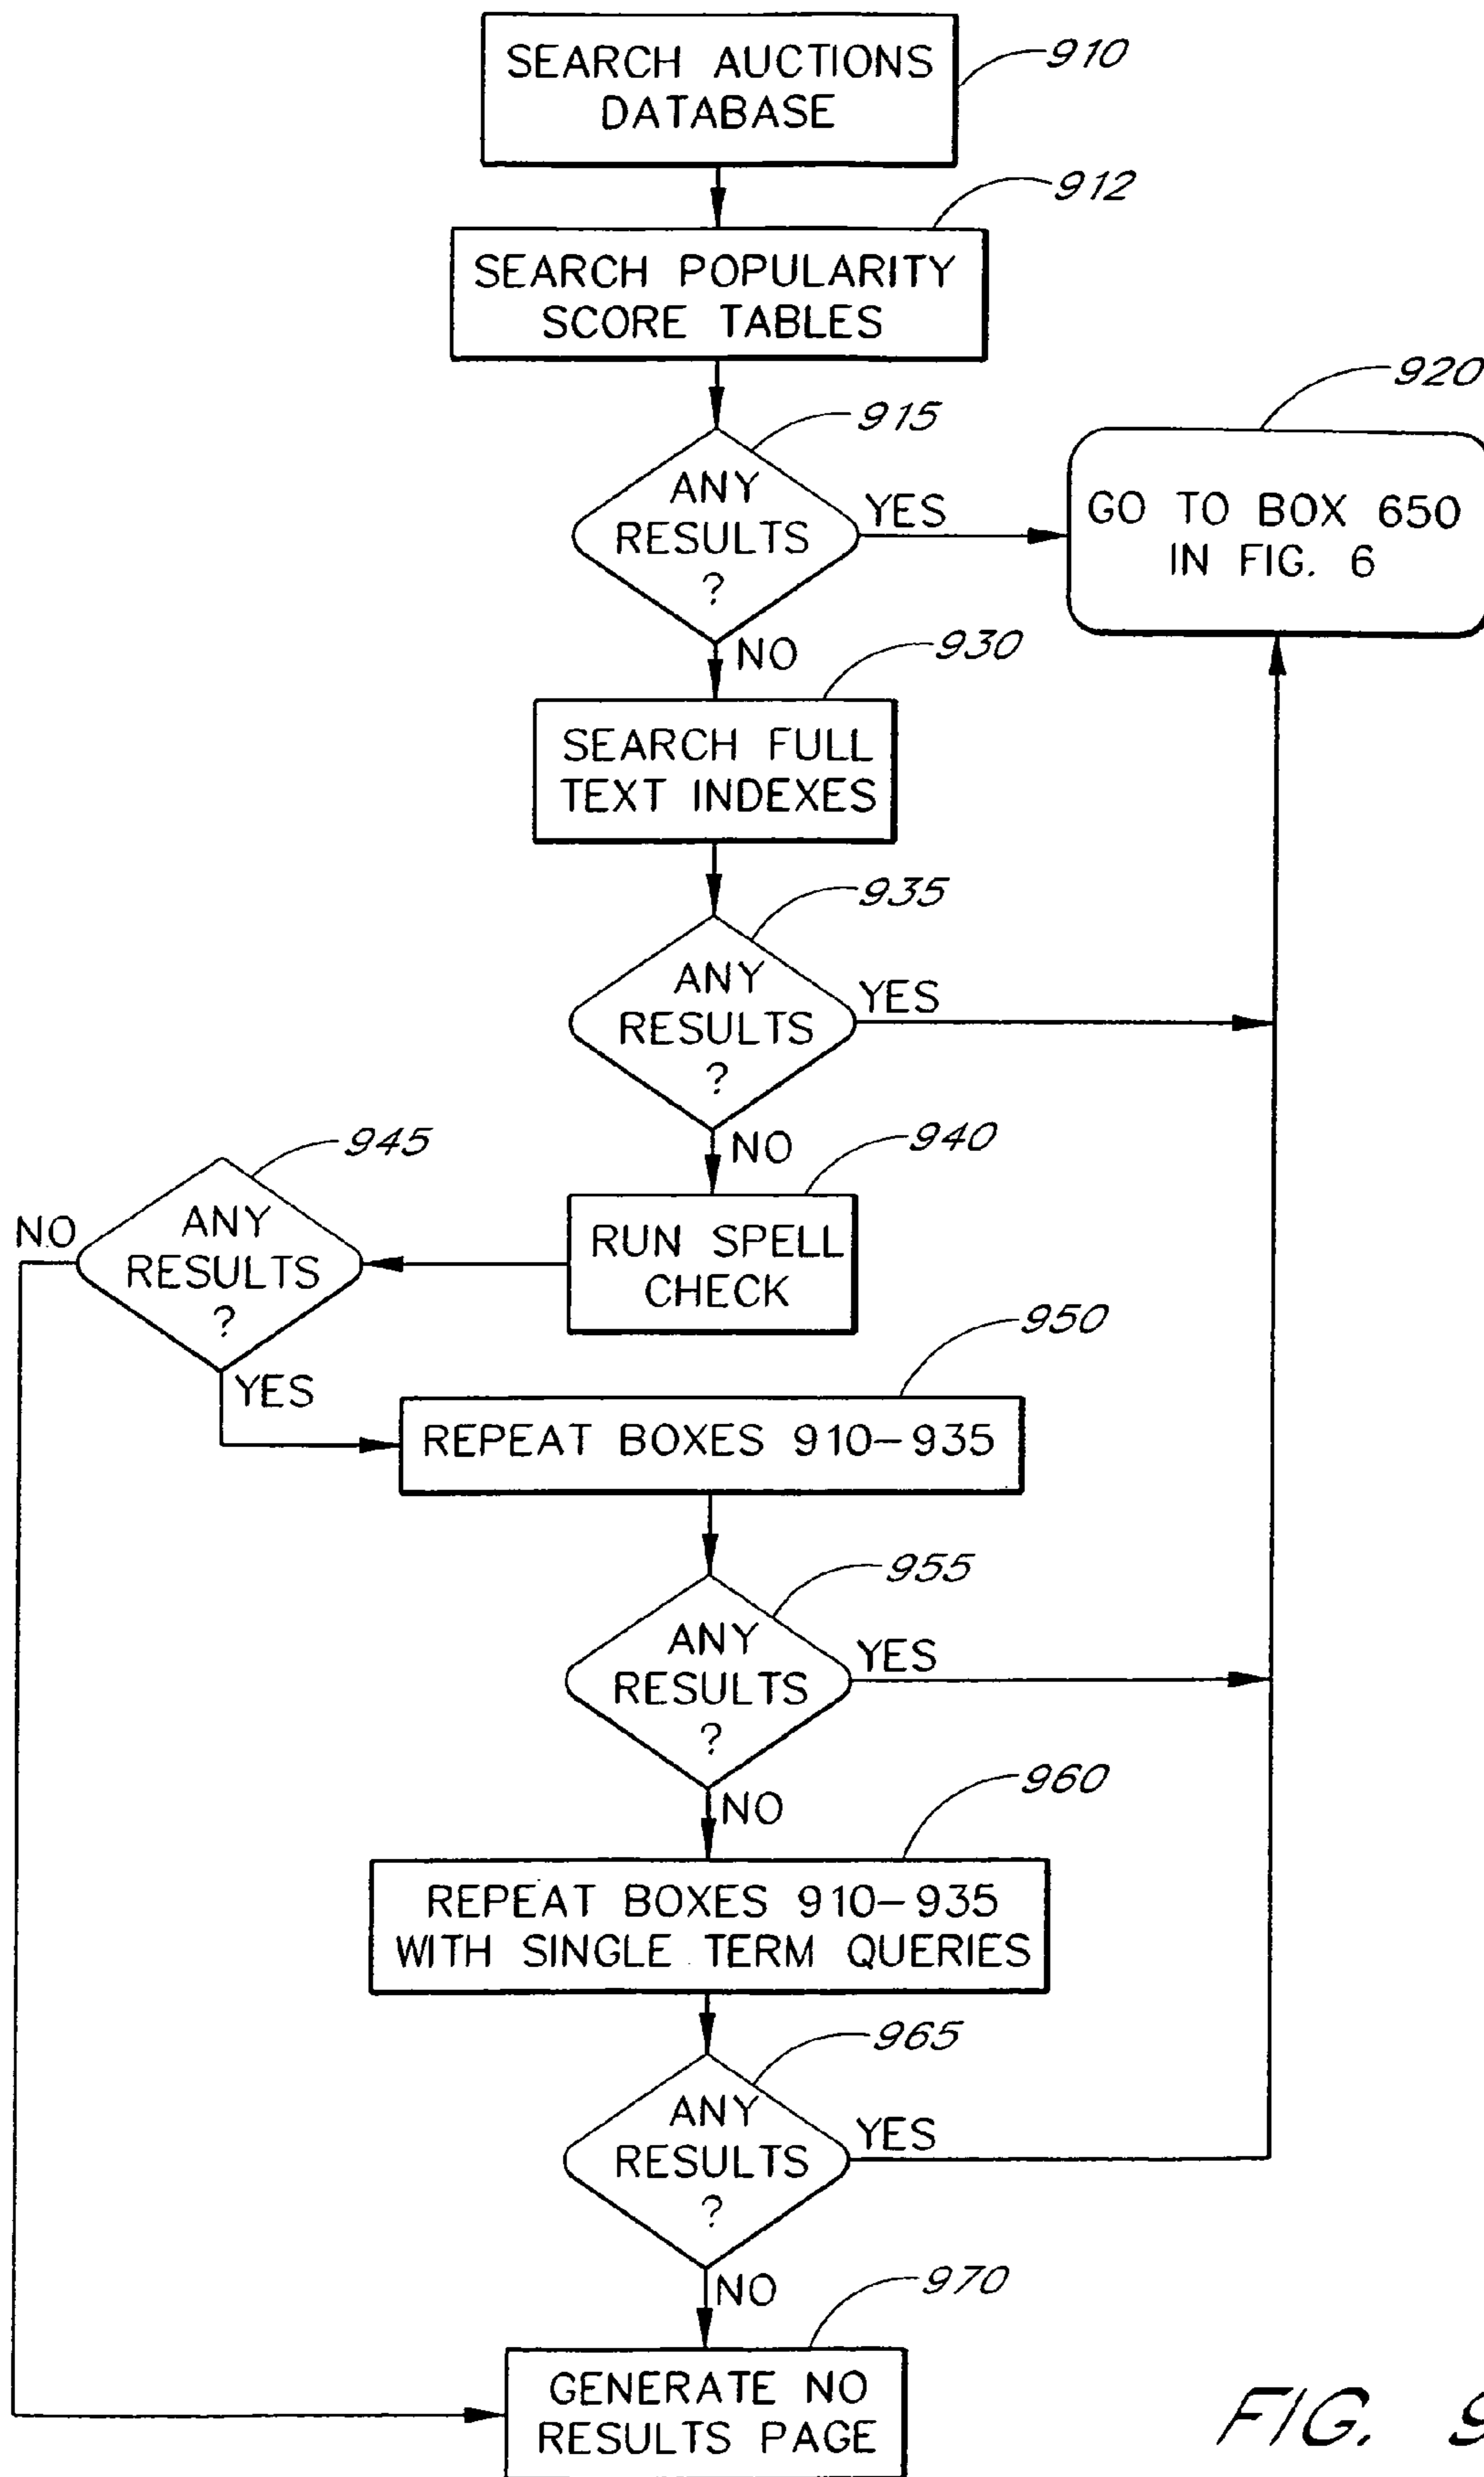 SEARCH AUCTIONS
DATABASE
910
912
SEARCH POPULARITY
SCORE TABLES
915
920
ANY
RESULTS
?
YES
GO TO BOX 650
IN FIG. 6
NO
930
SEARCH FULL
TEXT INDEXES
935
ANY
RESULTS
?
YES
NO
940
RUN SPELL
CHECK
945
ANY
RESULTS
?
NO
YES
950
REPEAT BOXES 910-935
955
ANY
RESULTS
?
YES
NO
960
REPEAT BOXES 910-935
WITH SINGLE TERM QUERIES
965
ANY
RESULTS
?
YES
NO
970
GENERATE NO
RESULTS PAGE
FIG. 9